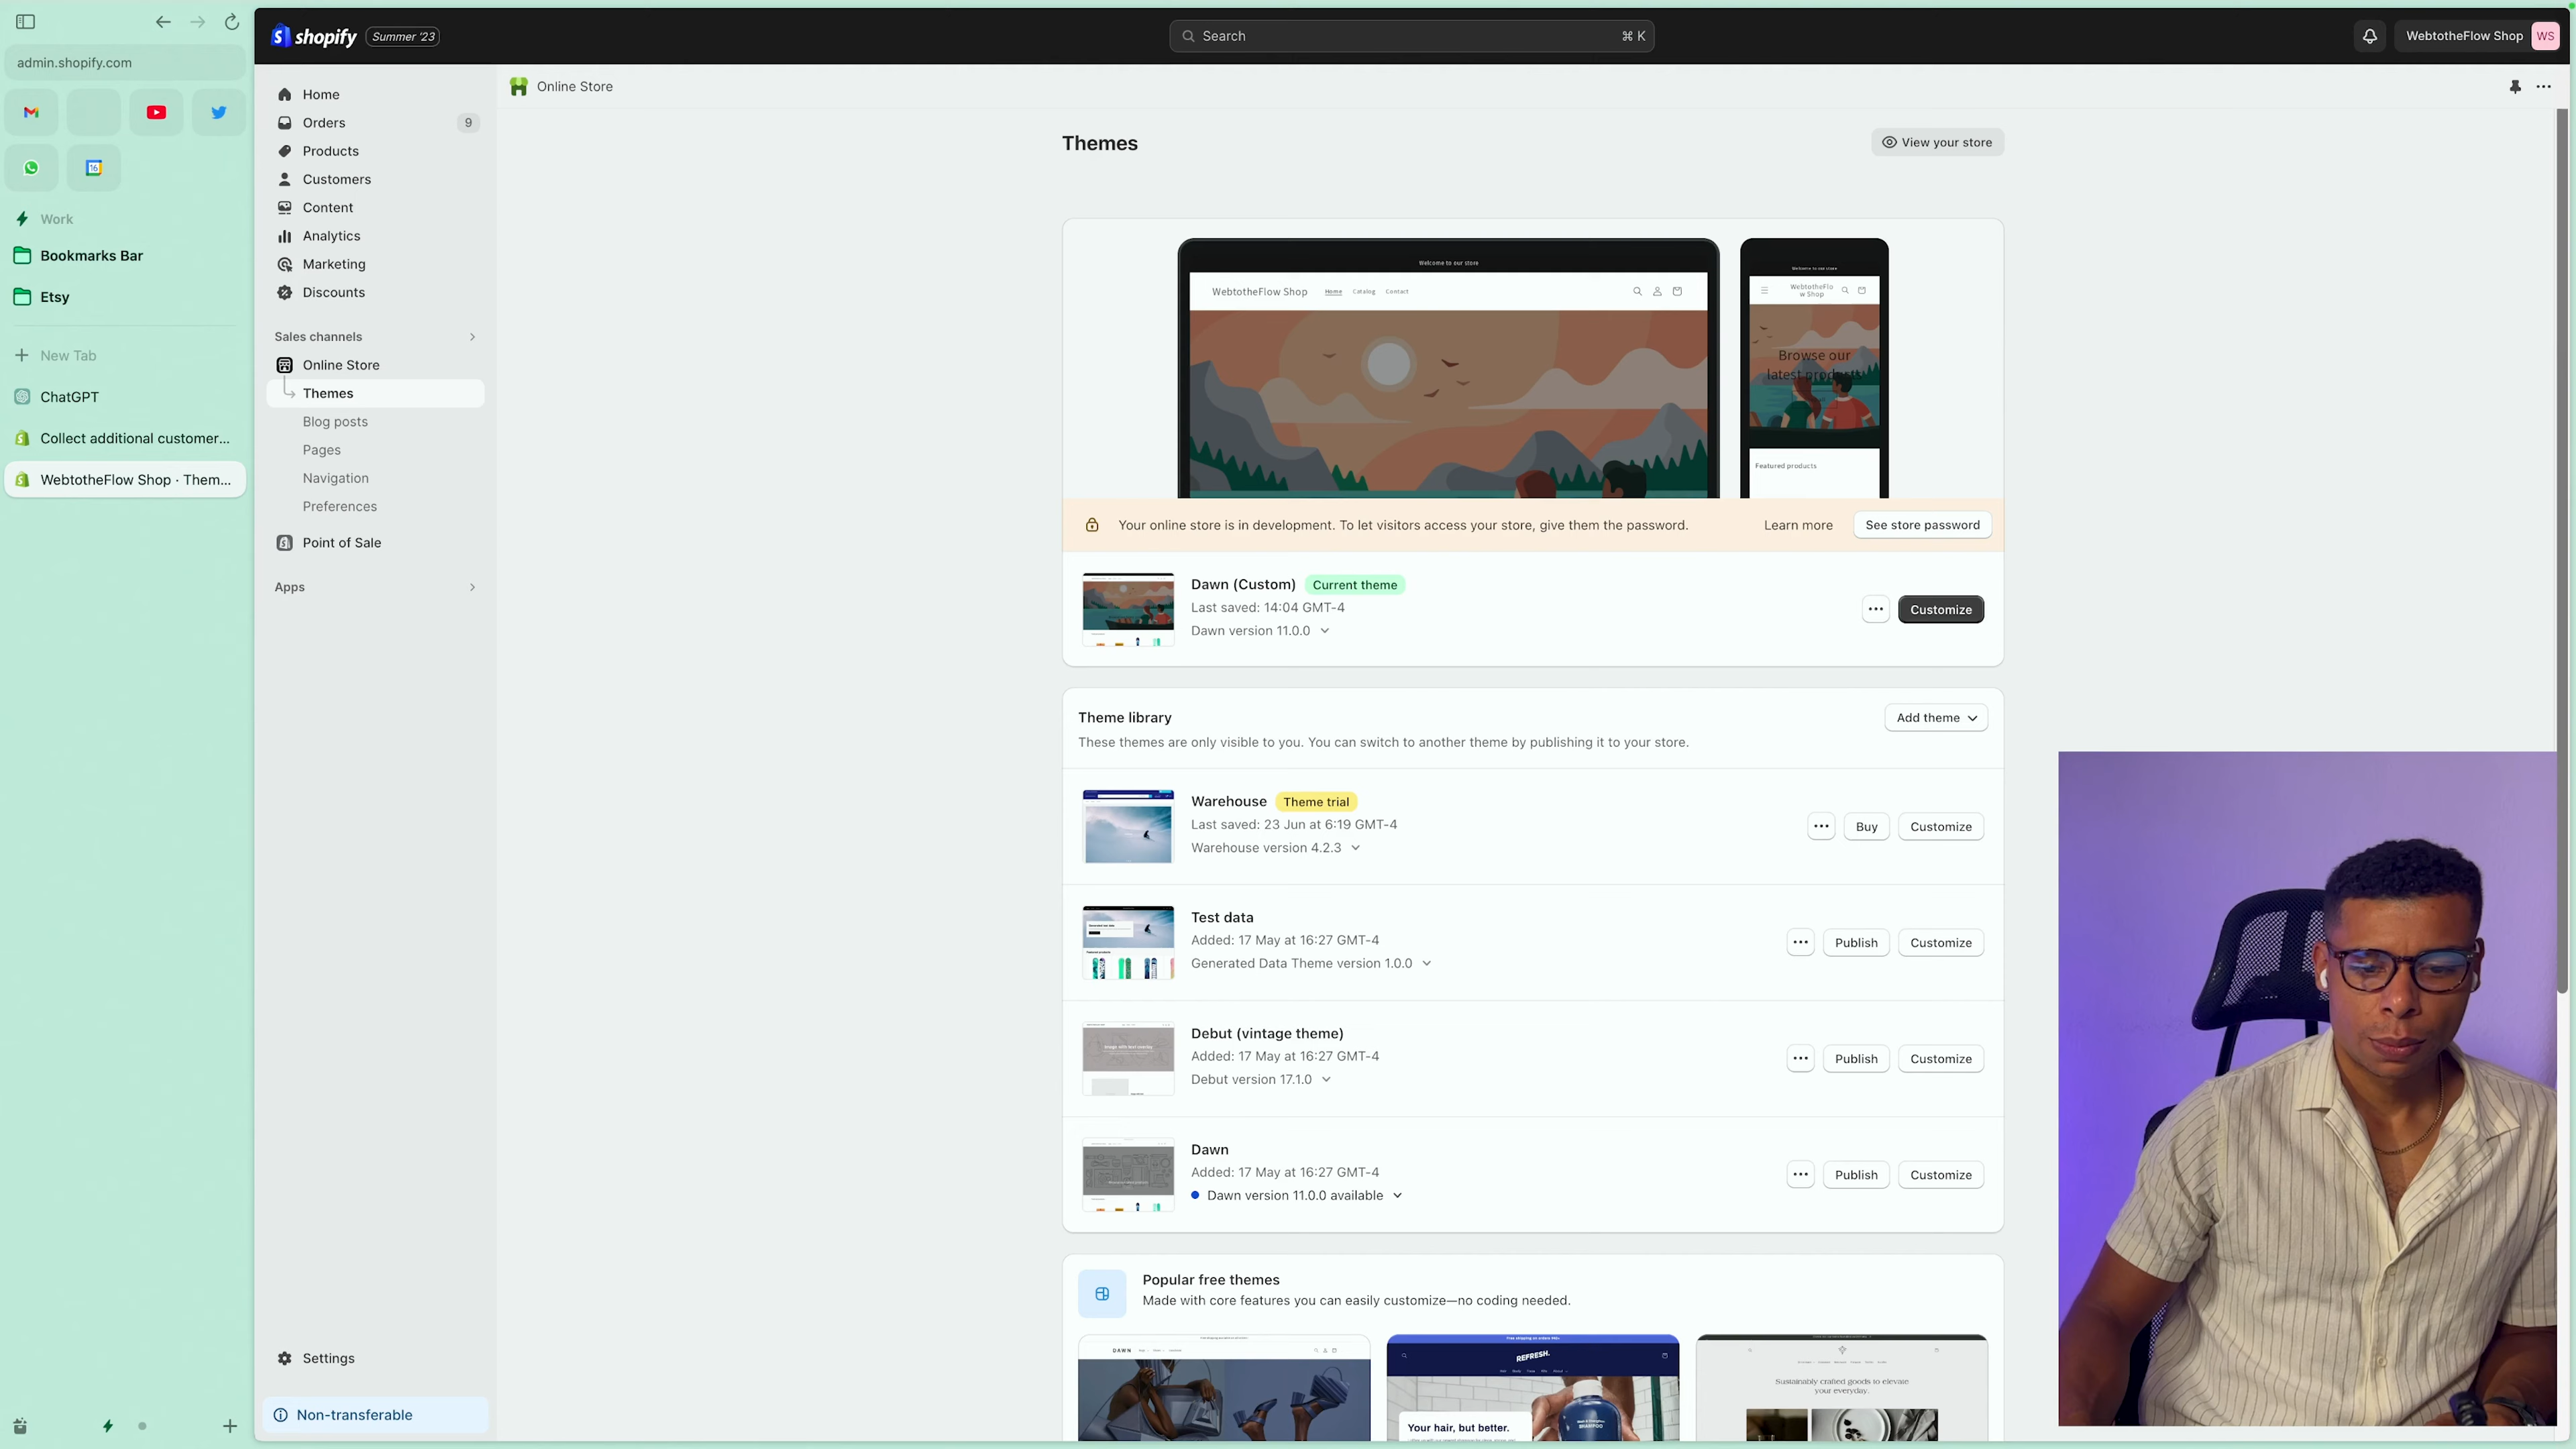 shopify
Summer '23
Search
⌘ K
WebtotheFlow Shop
WS
admin.shopify.com
16
Work
Bookmarks Bar
Etsy
New Tab
ChatGPT
Collect additional customer...
WebtotheFlow Shop · Them...
Home
Orders
9
Products
Customers
Content
Analytics
Marketing
Discounts
Sales channels
Online Store
Themes
Blog posts
Pages
Navigation
Preferences
Point of Sale
Apps
Settings
Non-transferable
Online Store
Themes
View your store
Welcome to our store
WebtotheFlow Shop
Home
Catalog
Contact
Welcome to our store
WebtotheFlo
w Shop
Browse our
latest products
Featured products
Your online store is in development. To let visitors access your store, give them the password.
Learn more
See store password
Dawn (Custom)
Current theme
Last saved: 14:04 GMT-4
Dawn version 11.0.0
Customize
Theme library
Add theme
These themes are only visible to you. You can switch to another theme by publishing it to your store.
Warehouse
Theme trial
Last saved: 23 Jun at 6:19 GMT-4
Warehouse version 4.2.3
Buy
Customize
Test data
Added: 17 May at 16:27 GMT-4
Generated Data Theme version 1.0.0
Publish
Customize
Debut (vintage theme)
Added: 17 May at 16:27 GMT-4
Debut version 17.1.0
Publish
Customize
Dawn
Added: 17 May at 16:27 GMT-4
Dawn version 11.0.0 available
Publish
Customize
Popular free themes
Made with core features you can easily customize—no coding needed.
DAWN
REFRESH.
Your hair, but better.
SHAMPOO
Sustainably crafted goods to elevate
your everyday.